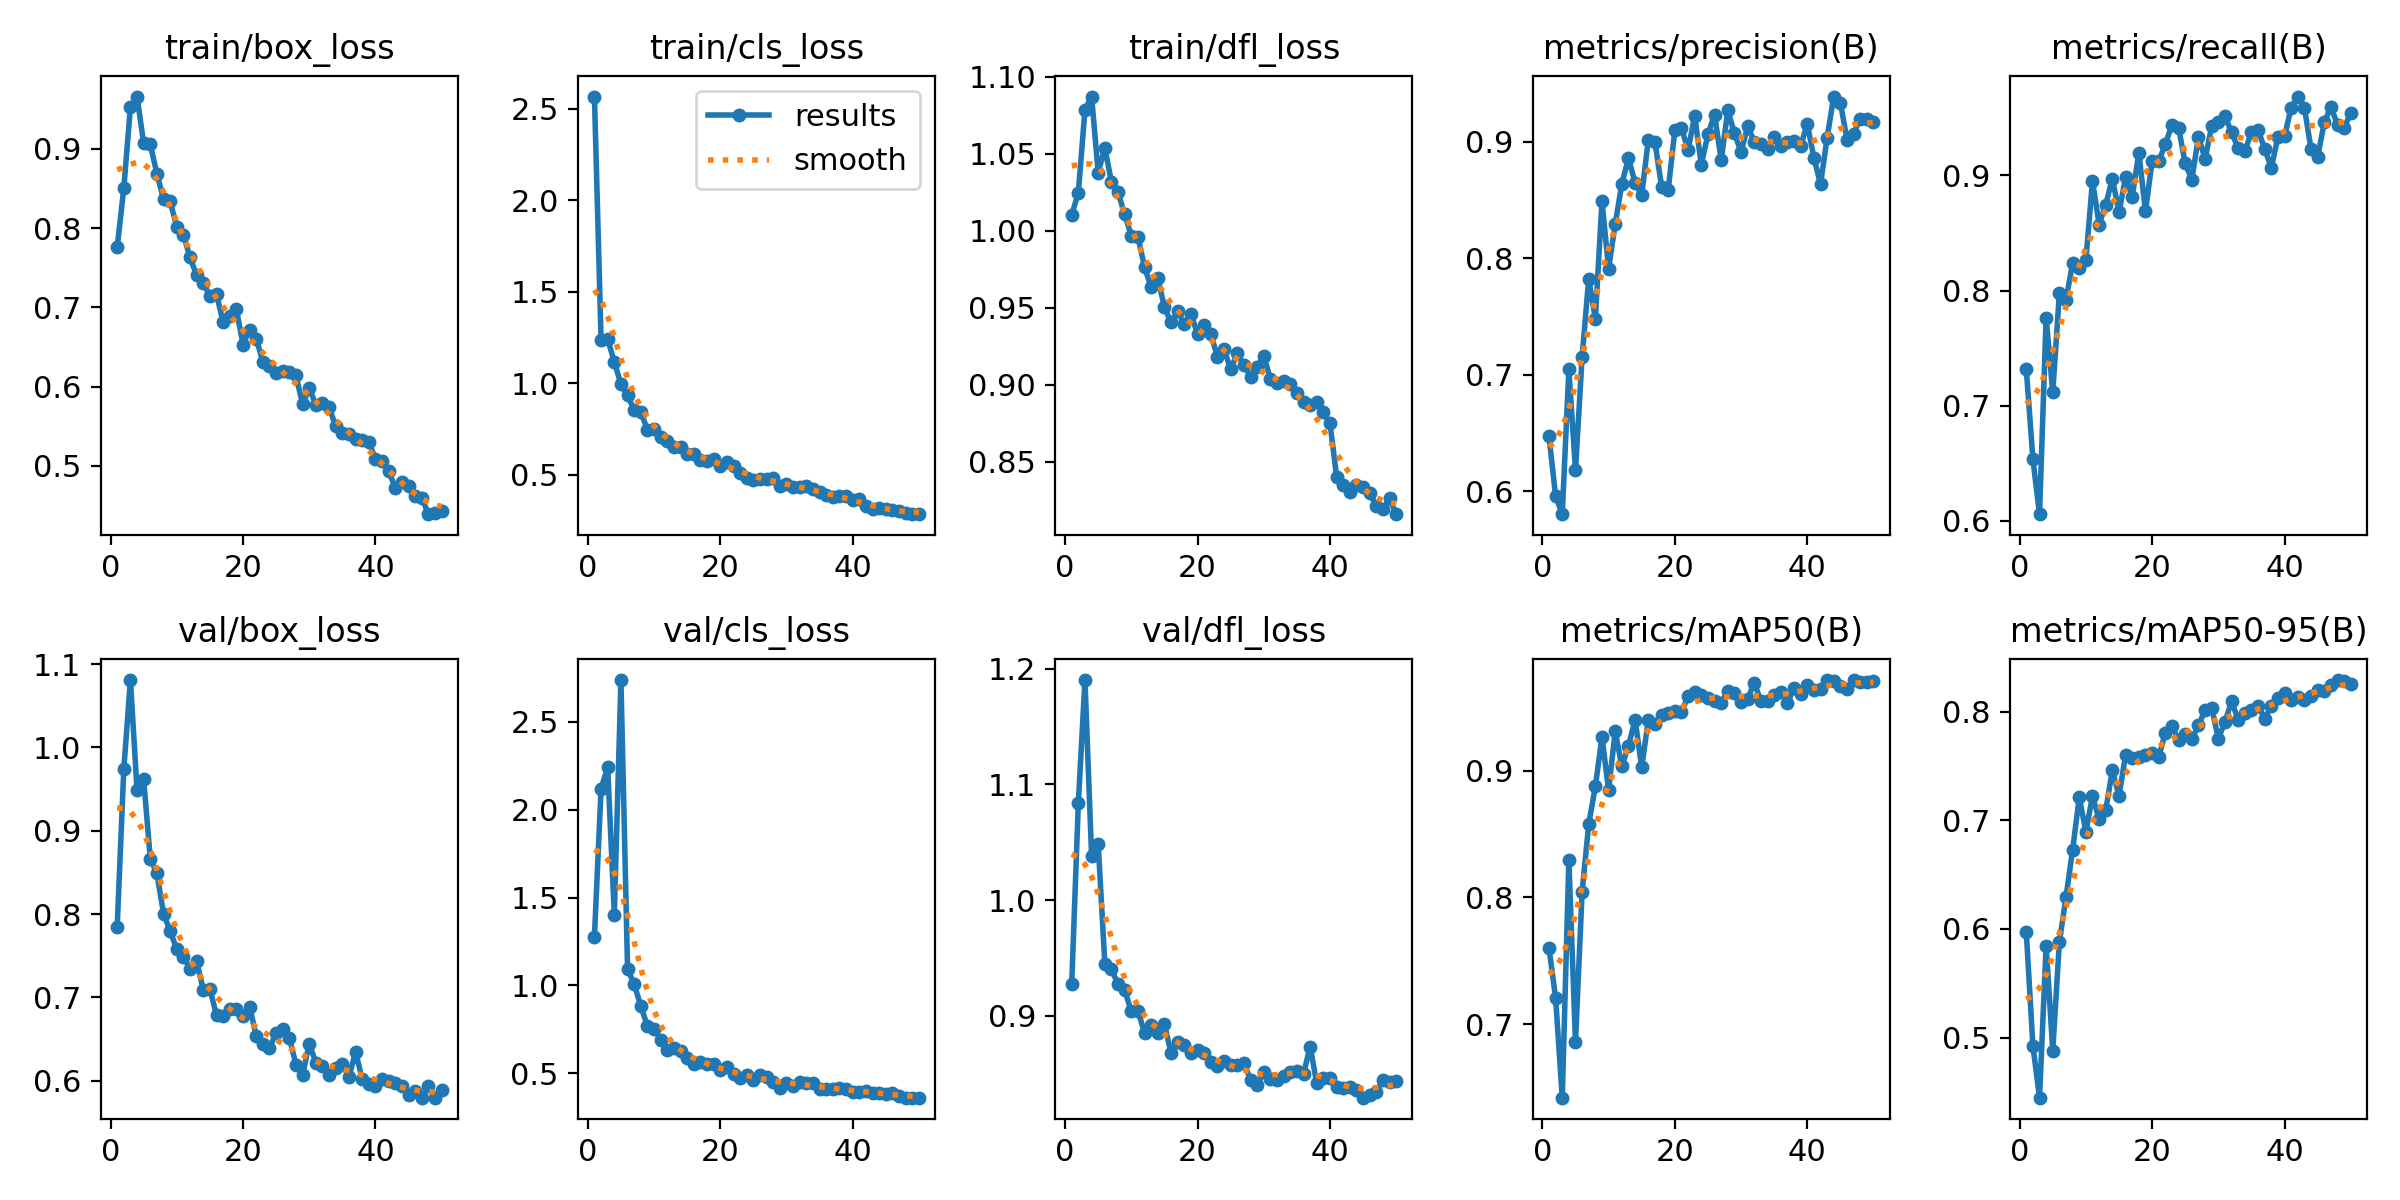 train/box_loss
train/cls_loss
train/dfl_loss
metrics/precision(B)
metrics/recall(B)
0.9
0.8
0.7
0.6
0.5
0 20 40
2.5
2.0
1.5
1.0
0.5
0 20 40
results
smooth
1.10
1.05
1.00
0.95
0.90
0.85
0 20 40
0.9
0.8
0.7
0.6
0 20 40
0.9
0.8
0.7
0.6
0 20 40
val/box_loss
val/cls_loss
val/dfl_loss
metrics/mAP50(B)
metrics/mAP50-95(B)
1.1
1.0
0.9
0.8
0.7
0.6
0 20 40
2.5
2.0
1.5
1.0
0.5
0 20 40
1.2
1.1
1.0
0.9
0 20 40
0.9
0.8
0.7
0 20 40
0.8
0.7
0.6
0.5
0 20 40